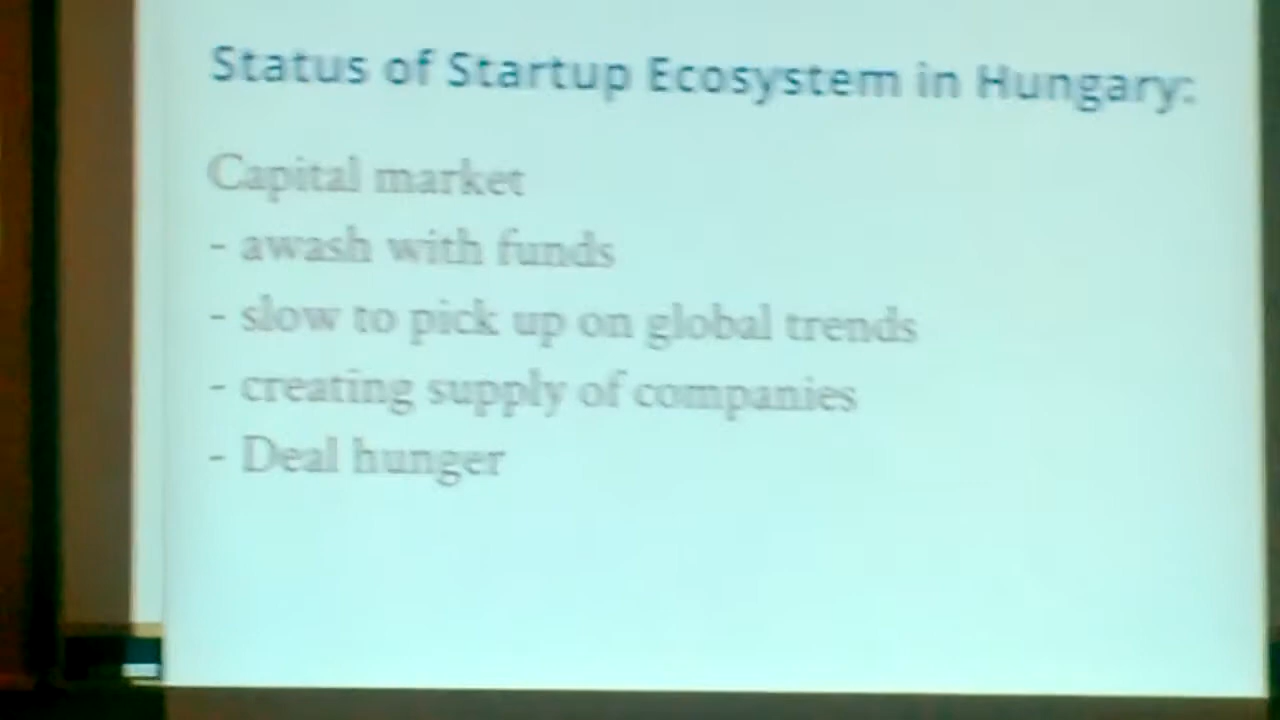 Status of Startup Ecosystem in Hungary:
Capital market
- awash with funds
- slow to pick up on global trends
- creating supply of companies
- Deal hunger